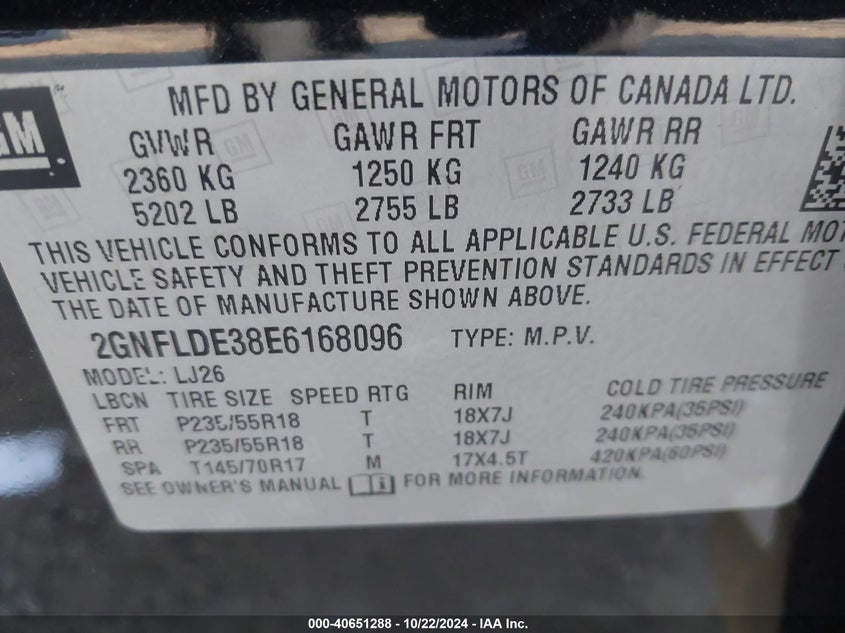 GM
MFD BY GENERAL MOTORS OF CANADA LTD.
GVWR GAWR FRT GAWR RR
2360 KG 1250 KG 1240 KG
5202 LB 2755 LB 2733 LB
THIS VEHICLE CONFORMS TO ALL APPLICABLE U.S. FEDERAL MOT
VEHICLE SAFETY AND THEFT PREVENTION STANDARDS IN EFFECT
THE DATE OF MANUFACTURE SHOWN ABOVE.
2GNFLDE38E6168096 TYPE: M.P.V.
MODEL: LJ26
LBCN TIRE SIZE SPEED RTG RIM COLD TIRE PRESSURE
FRT P235/55R18 T 18X7J 240KPA(35PSI)
RR P235/55R18 T 18X7J 240KPA(35PSI)
SPA T145/70R17 M 17X4.5T 420KPA(60PSI)
SEE OWNER'S MANUAL FOR MORE INFORMATION.
000-40651288 - 10/22/2024 - IAA Inc.